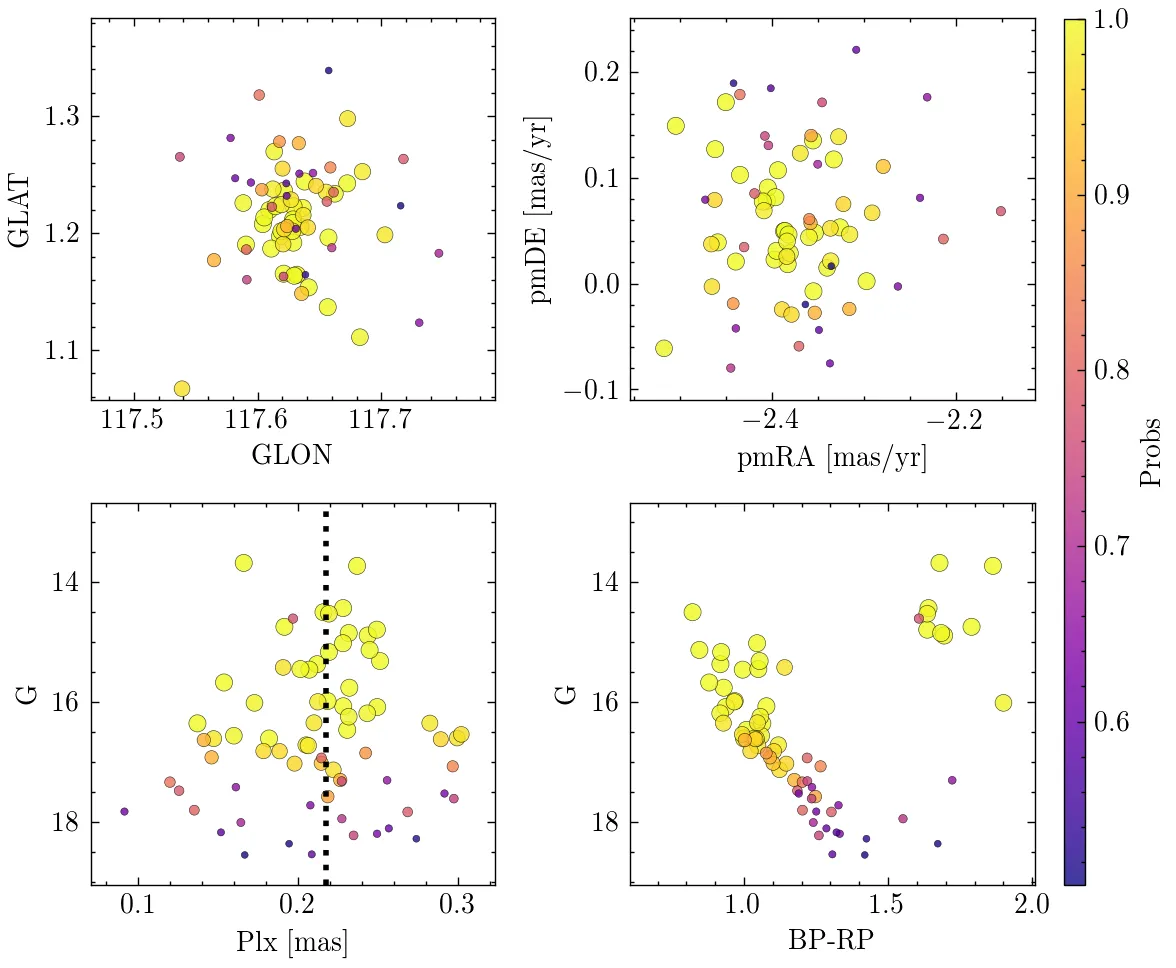 1.3
1.2
1.1
GLAT
117.5 117.6 117.7
GLON
0.2
0.1
0.0
−0.1
pmDE [mas/yr]
−2.4 −2.2
pmRA [mas/yr]
14
16
18
G
0.1 0.2 0.3
Plx [mas]
14
16
18
G
1.0 1.5 2.0
BP-RP
1.0
0.9
0.8
0.7
0.6
Probs